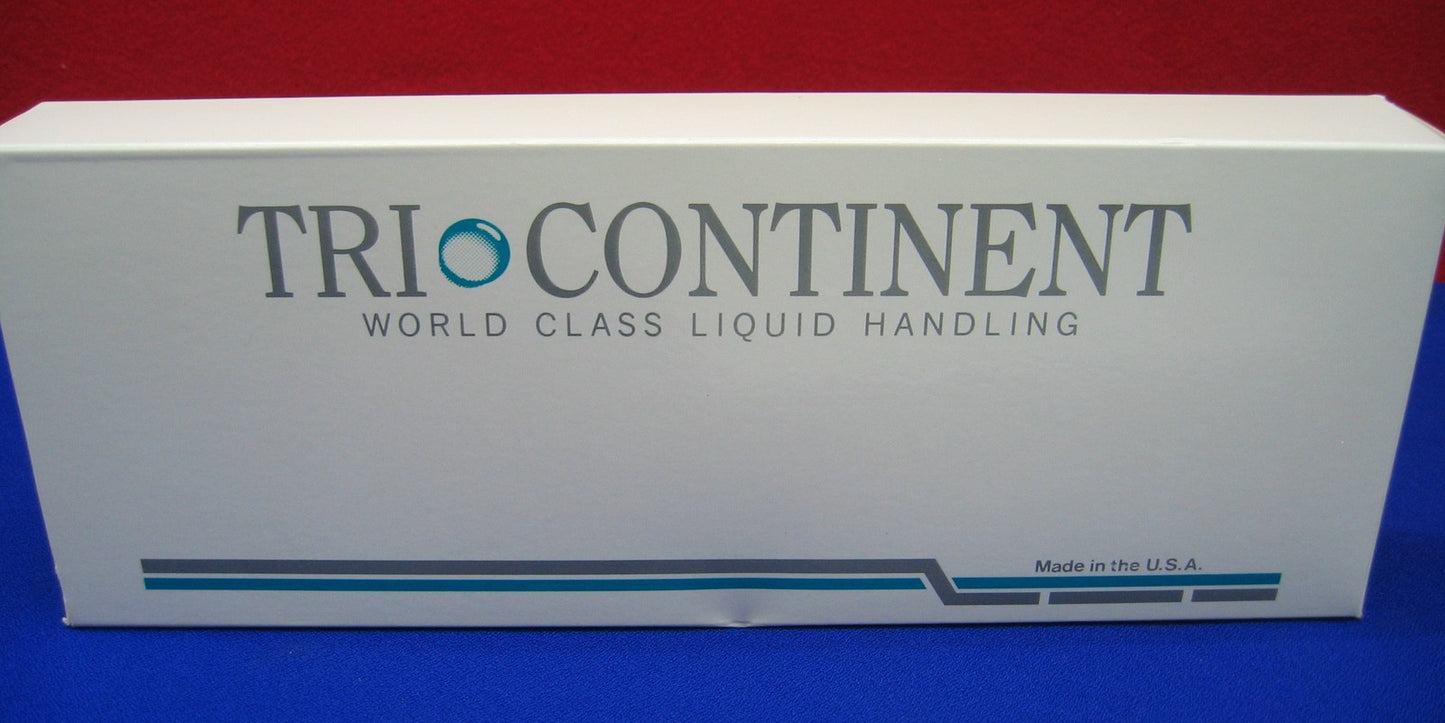 TRI CONTINENT
WORLD CLASS LIQUID HANDLING
Made in the U.S.A.